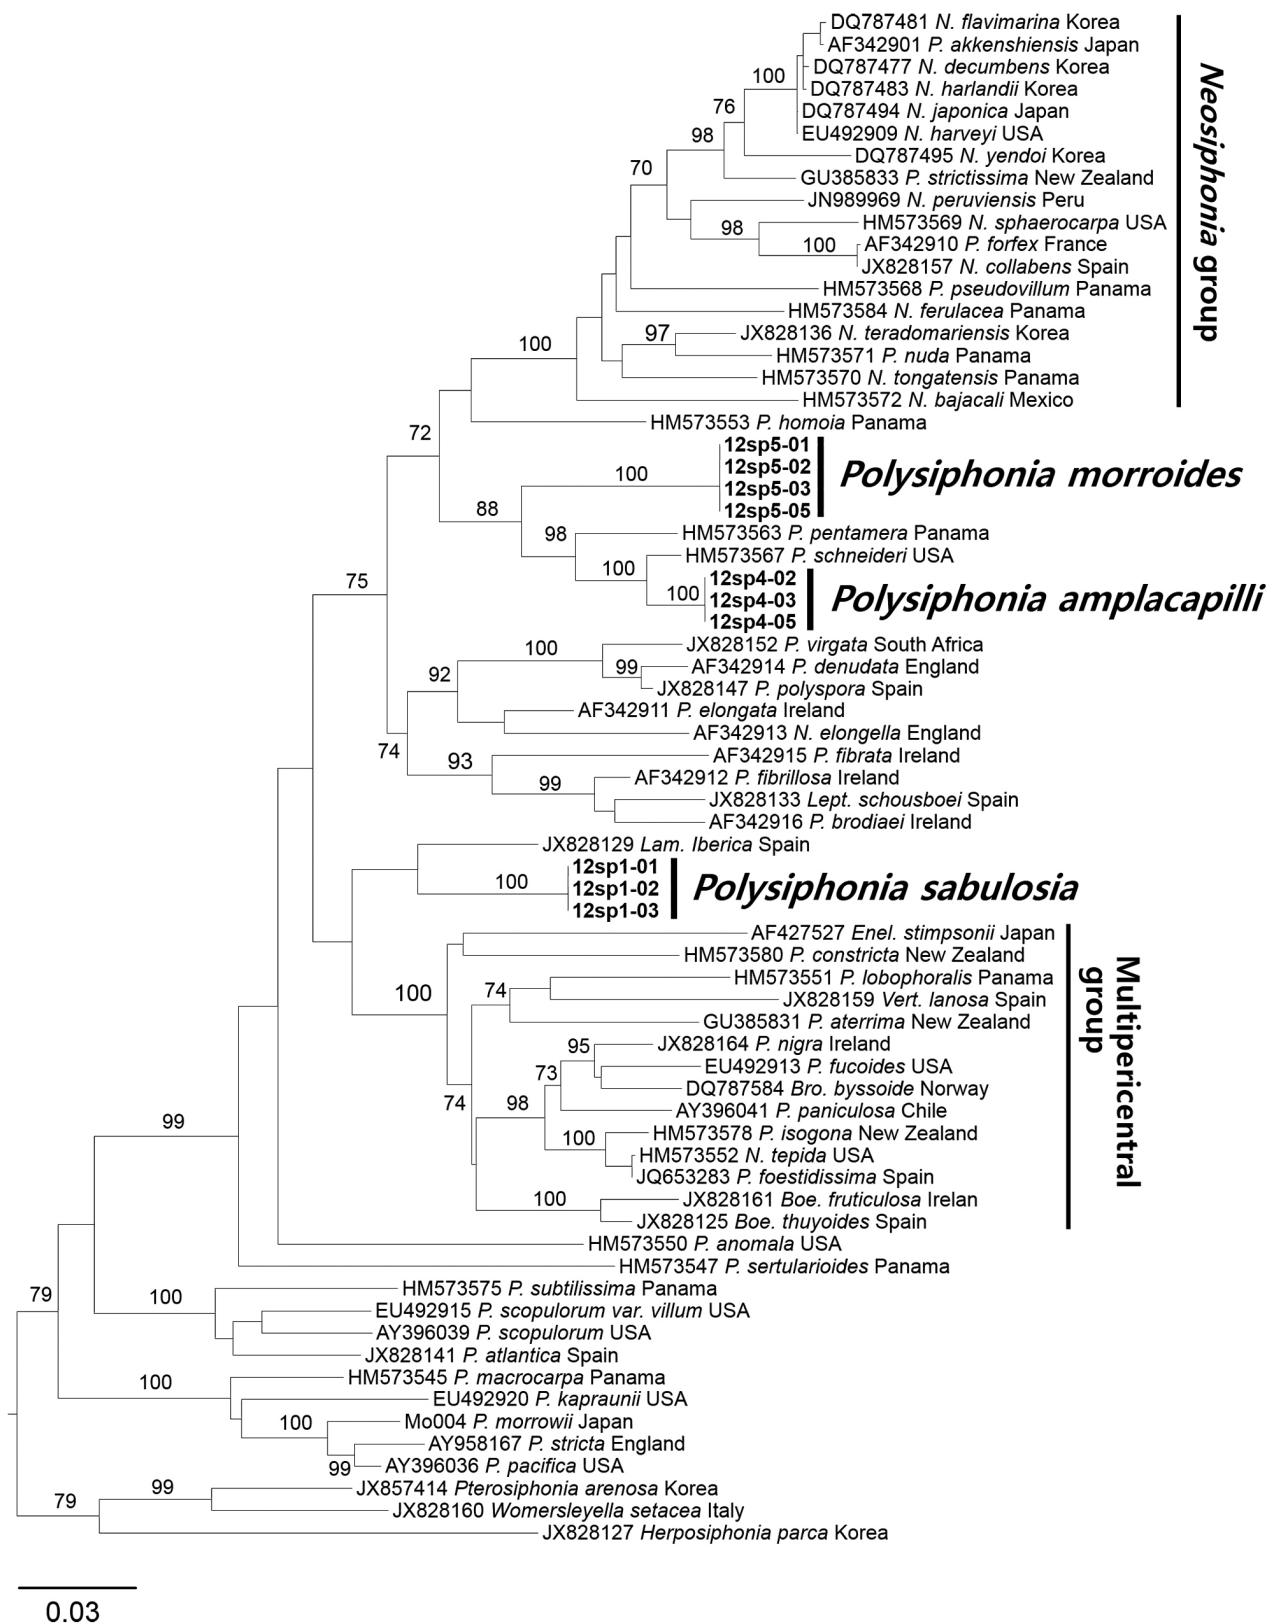 DQ787481 N. flavimarina Korea
AF342901 P. akkenshiensis Japan
DQ787477 N. decumbens Korea
100
DQ787483 N. harlandii Korea
76
DQ787494 N. japonica Japan
98
EU492909 N. harveyi USA
DQ787495 N. yendoi Korea
70
GU385833 P. strictissima New Zealand
JN989969 N. peruviensis Peru
98
HM573569 N. sphaerocarpa USA
100
AF342910 P. forfex France
JX828157 N. collabens Spain
HM573568 P. pseudovillum Panama
HM573584 N. ferulacea Panama
97
JX828136 N. teradomariensis Korea
100
HM573571 P. nuda Panama
HM573570 N. tongatensis Panama
HM573572 N. bajacali Mexico
Neosiphonia group
HM573553 P. homoia Panama
72
12sp5-01
12sp5-02
12sp5-03
12sp5-05
100
Polysiphonia morroides
88
98
HM573563 P. pentamera Panama
HM573567 P. schneideri USA
100
100
12sp4-02
12sp4-03
12sp4-05
Polysiphonia amplacapilli
75
JX828152 P. virgata South Africa
100
99
AF342914 P. denudata England
92
JX828147 P. polyspora Spain
AF342911 P. elongata Ireland
AF342913 N. elongella England
74
93
AF342915 P. fibrata Ireland
99
AF342912 P. fibrillosa Ireland
JX828133 Lept. schousboei Spain
AF342916 P. brodiaei Ireland
JX828129 Lam. Iberica Spain
100
12sp1-01
12sp1-02
12sp1-03
Polysiphonia sabulosia
AF427527 Enel. stimpsonii Japan
HM573580 P. constricta New Zealand
HM573551 P. lobophoralis Panama
100
74
JX828159 Vert. lanosa Spain
GU385831 P. aterrima New Zealand
95
JX828164 P. nigra Ireland
73
EU492913 P. fucoides USA
DQ787584 Bro. byssoide Norway
74
98
AY396041 P. paniculosa Chile
100
HM573578 P. isogona New Zealand
HM573552 N. tepida USA
JQ653283 P. foestidissima Spain
100
JX828161 Boe. fruticulosa Irelan
JX828125 Boe. thuyoides Spain
Multipericentral
group
99
HM573550 P. anomala USA
HM573547 P. sertularioides Panama
79
100
HM573575 P. subtilissima Panama
EU492915 P. scopulorum var. villum USA
AY396039 P. scopulorum USA
JX828141 P. atlantica Spain
100
HM573545 P. macrocarpa Panama
EU492920 P. kapraunii USA
100
Mo004 P. morrowii Japan
AY958167 P. stricta England
99
AY396036 P. pacifica USA
79
99
JX857414 Pterosiphonia arenosa Korea
JX828160 Womersleyella setacea Italy
JX828127 Herposiphonia parca Korea
0.03